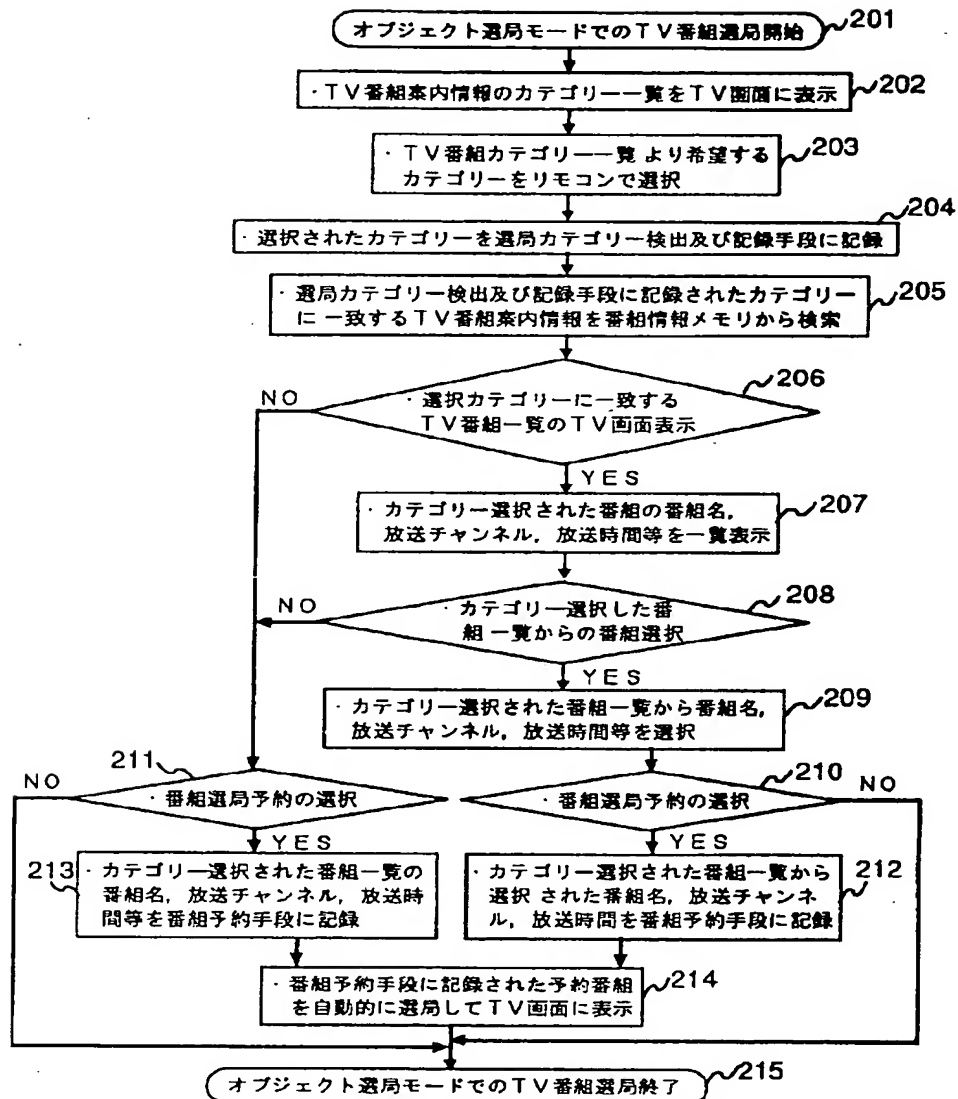 オブジェクト選局モードでのTV番組選局開始
201
・TV番組案内情報のカテゴリー一覧をTV画面に表示
202
・TV番組カテゴリー一覧より希望する
カテゴリーをリモコンで選択
203
204
・選択されたカテゴリーを選局カテゴリー検出及び記録手段に記録
・選局カテゴリー検出及び記録手段に記録されたカテゴリー
に一致するTV番組案内情報を番組情報メモリから検索
205
206
NO
・選択カテゴリーに一致する
TV番組一覧のTV画面表示
YES
・カテゴリー選択された番組の番組名,
放送チャンネル,放送時間等を一覧表示
207
208
NO
・カテゴリー選択した番
組一覧からの番組選択
YES
・カテゴリー選択された番組一覧から番組名,
放送チャンネル,放送時間等を選択
209
211
NO
・番組選局予約の選択
YES
210
・番組選局予約の選択
NO
YES
213
・カテゴリー選択された番組一覧の
番組名,放送チャンネル,放送時
間等を番組予約手段に記録
・カテゴリー選択された番組一覧から
選択された番組名,放送チャンネ
ル,放送時間を番組予約手段に記録
212
・番組予約手段に記録された予約番組
を自動的に選局してTV画面に表示
214
オブジェクト選局モードでのTV番組選局終了
215